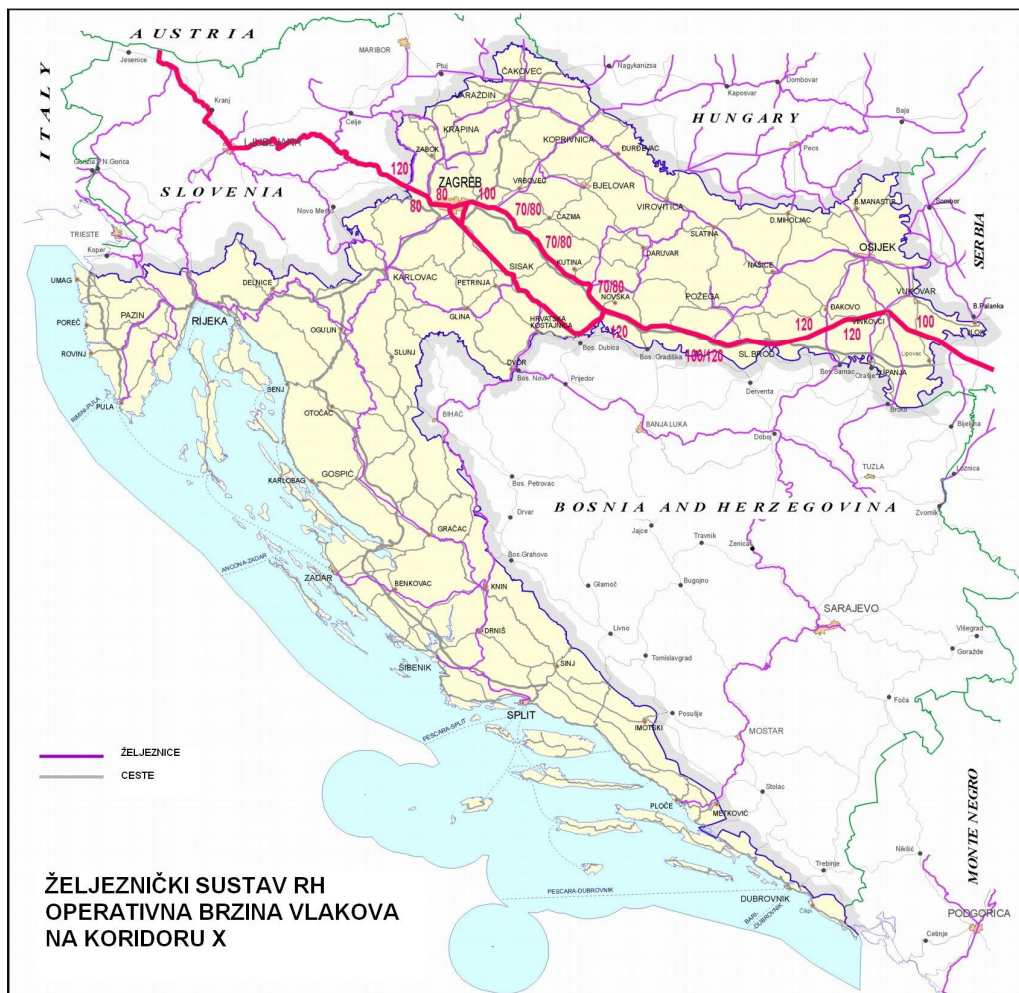 AUSTRIA
ITALY
Jesenice
MARIBOR
Ptuj
ČAKOVEC
Nagykanizsa
Dombovar
Kaposvar
Kranj
LJUBLJANA
Celje
VARAŽDIN
KRAPINA
KOPRIVNICA
HUNGARY
Baja
Pecs
ZABOK
ĐURĐEVAC
Gorizia
N.Gorica
SLOVENIA
120
ZAGREB
80
100
80
VRBOVEC
BJELOVAR
VIROVITICA
Novo Mesto
70/80
ČAZMA
B.MANASTIR
Sombor
SERBIA
TRIESTE
Koper
D.MIHOLJAC
SLATINA
OSIJEK
70/80
DARUVAR
SISAK
KUTINA
NAŠICE
UMAG
KARLOVAC
DELNICE
PETRINJA
70/80
NOVSKA
POŽEGA
VUKOVAR
B.Palanka
ILOK
PAZIN
RIJEKA
POREČ
OGULIN
GLINA
HRVATSKA
KOSTAJNICA
120
ĐAKOVO
120
VINKOVCI
120
100
ROVINJ
SLUNJ
DVOR
Bos. Dubica
Bos. Gradiška
100/120
SL.BROD
Lipovac
Bos. Novi
Prijedor
Bos.Samac
Orašje
ŽUPANJA
Derventa
PULA
RIMINI-PULA
SENJ
OTOČAC
BIHAĆ
BANJA LUKA
Doboj
Brčko
Bijeljina
KARLOBAG
GOSPIĆ
Bos. Petrovac
TUZLA
Loznica
Drvar
BOSNIA AND HERZEGOVINA
Zvornik
GRAČAC
Jajce
Travnik
Zenica
Bos.Grahovo
ANCONA-ZADAR
ZADAR
BENKOVAC
KNIN
Glamoč
Bugojno
SARAJEVO
DRNIŠ
Livno
Višegrad
Goražde
ŠIBENIK
SINJ
Tomislavgrad
Foča
PESCARA-SPLIT
SPLIT
IMOTSKI
Posušje
MOSTAR
ŽELJEZNICE
CESTE
Stolac
PLOČE
METKOVIĆ
MONTE NEGRO
Nikšić
Trebinje
ŽELJEZNIČKI SUSTAV RH
OPERATIVNA BRZINA VLAKOVA
NA KORIDORU X
PESCARA-DUBROVNIK
BARI
-DUBROVNIK
DUBROVNIK
Čilipi
PODGORICA
Cetinje